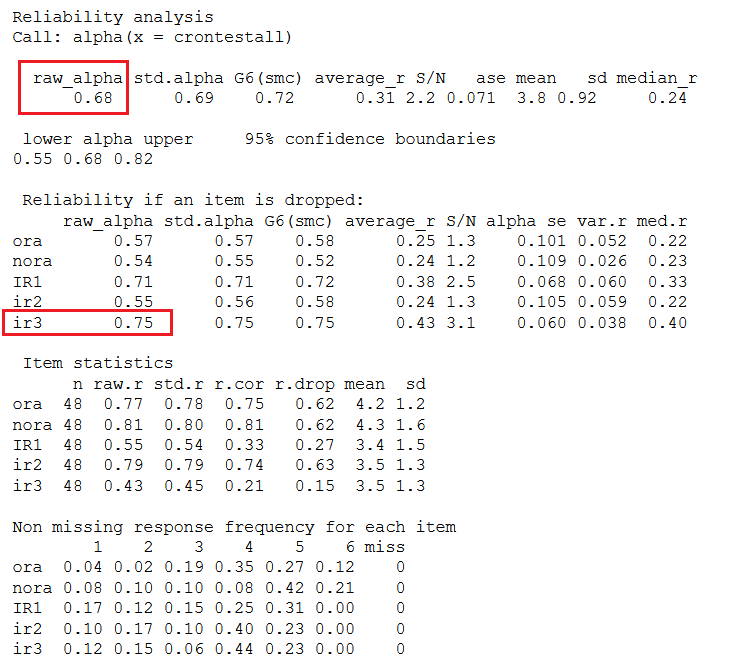 Reliability analysis
Call: alpha(x = crontestall)
raw_alpha std.alpha G6(smc) average_r S/N ase mean sd median_r
0.68 0.69 0.72 0.31 2.2 0.071 3.8 0.92 0.24
lower alpha upper 95% confidence boundaries
0.55 0.68 0.82
Reliability if an item is dropped:
raw_alpha std.alpha G6(smc) average_r S/N alpha se var.r med.r
ora 0.57 0.57 0.58 0.25 1.3 0.101 0.052 0.22
nora 0.54 0.55 0.52 0.24 1.2 0.109 0.026 0.23
IR1 0.71 0.71 0.72 0.38 2.5 0.068 0.060 0.33
ir2 0.55 0.56 0.58 0.24 1.3 0.105 0.059 0.22
ir3 0.75 0.75 0.75 0.43 3.1 0.060 0.038 0.40
Item statistics
n raw.r std.r r.cor r.drop mean sd
ora 48 0.77 0.78 0.75 0.62 4.2 1.2
nora 48 0.81 0.80 0.81 0.62 4.3 1.6
IR1 48 0.55 0.54 0.33 0.27 3.4 1.5
ir2 48 0.79 0.79 0.74 0.63 3.5 1.3
ir3 48 0.43 0.45 0.21 0.15 3.5 1.3
Non missing response frequency for each item
1 2 3 4 5 6 miss
ora 0.04 0.02 0.19 0.35 0.27 0.12 0
nora 0.08 0.10 0.10 0.08 0.42 0.21 0
IR1 0.17 0.12 0.15 0.25 0.31 0.00 0
ir2 0.10 0.17 0.10 0.40 0.23 0.00 0
ir3 0.12 0.15 0.06 0.44 0.23 0.00 0